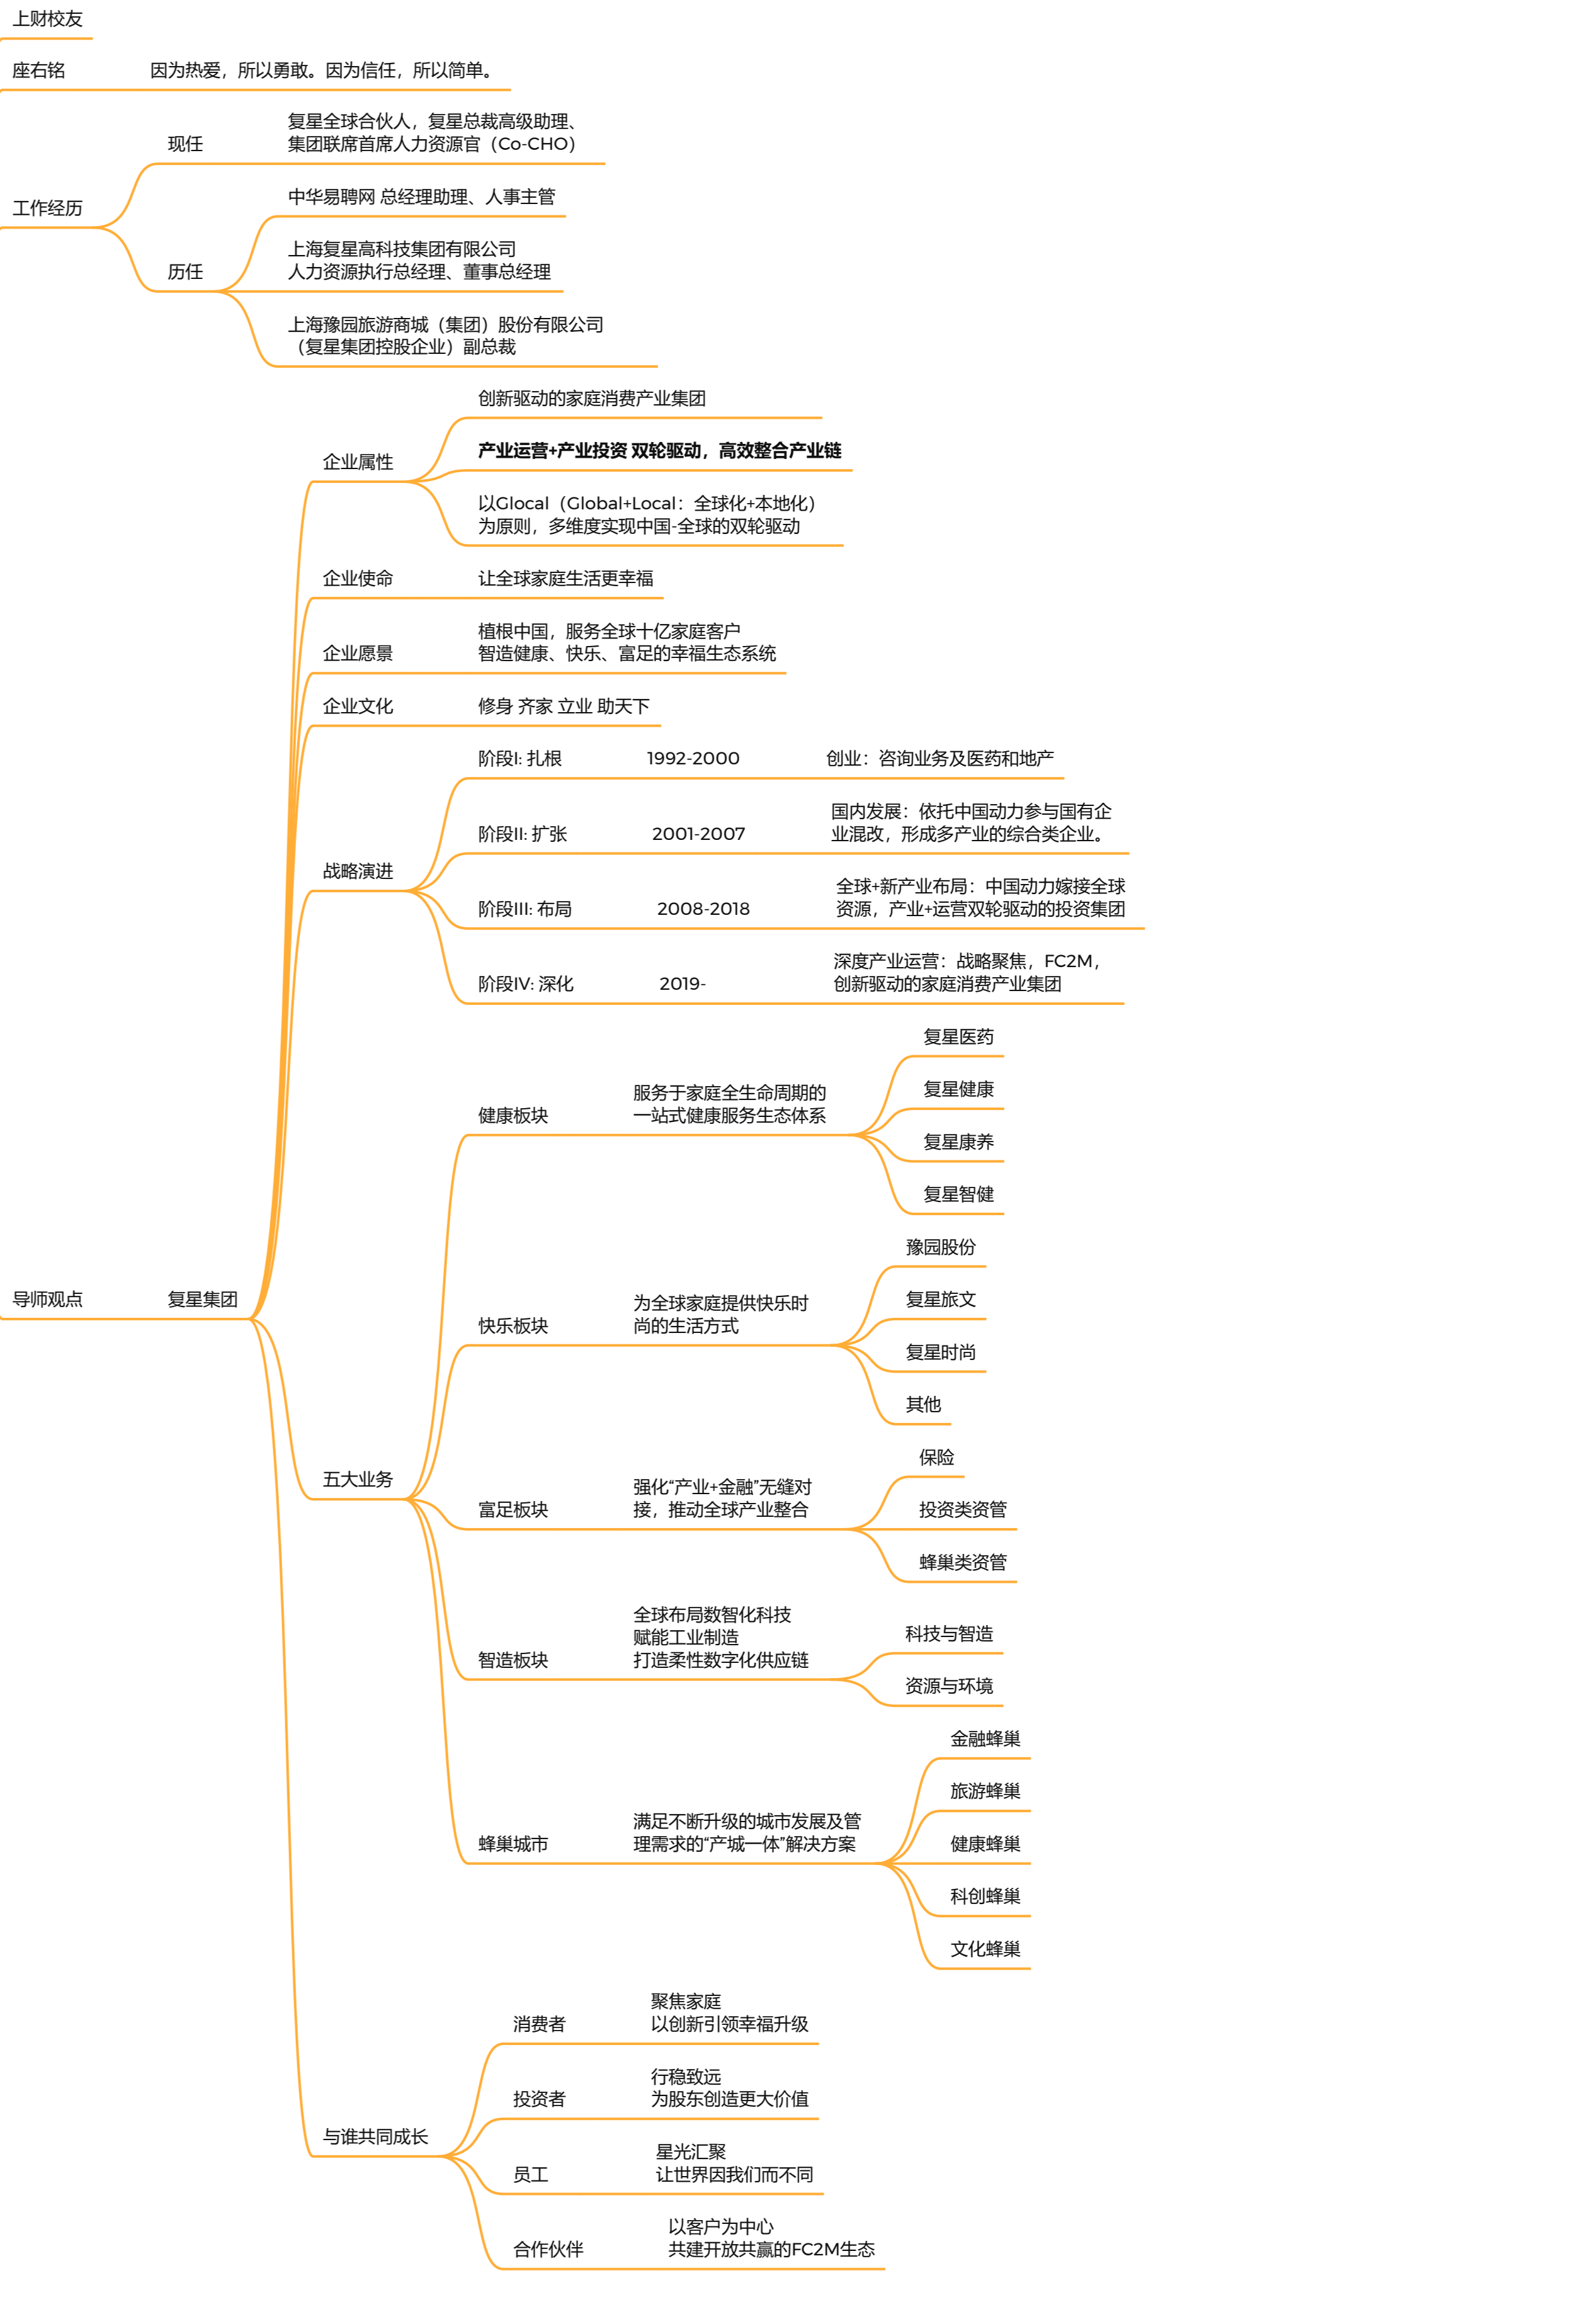 上财校友
座右铭
因为热爱，所以勇敢。因为信任，所以简单。
工作经历
现任
复星全球合伙人，复星总裁高级助理、
集团联席首席人力资源官（Co-CHO）
历任
中华易聘网 总经理助理、人事主管
上海复星高科技集团有限公司
人力资源执行总经理、董事总经理
上海豫园旅游商城（集团）股份有限公司
（复星集团控股企业）副总裁
导师观点
复星集团
企业属性
创新驱动的家庭消费产业集团
产业运营+产业投资 双轮驱动，高效整合产业链
以Glocal（Global+Local：全球化+本地化）
为原则，多维度实现中国-全球的双轮驱动
企业使命
让全球家庭生活更幸福
企业愿景
植根中国，服务全球十亿家庭客户
智造健康、快乐、富足的幸福生态系统
企业文化
修身 齐家 立业 助天下
战略演进
阶段I: 扎根
1992-2000
创业：咨询业务及医药和地产
阶段II: 扩张
2001-2007
国内发展：依托中国动力参与国有企
业混改，形成多产业的综合类企业。
阶段III: 布局
2008-2018
全球+新产业布局：中国动力嫁接全球
资源，产业+运营双轮驱动的投资集团
阶段IV: 深化
2019-
深度产业运营：战略聚焦，FC2M，
创新驱动的家庭消费产业集团
五大业务
健康板块
服务于家庭全生命周期的
一站式健康服务生态体系
复星医药
复星健康
复星康养
复星智健
快乐板块
为全球家庭提供快乐时
尚的生活方式
豫园股份
复星旅文
复星时尚
其他
富足板块
强化“产业+金融”无缝对
接，推动全球产业整合
保险
投资类资管
蜂巢类资管
智造板块
全球布局数智化科技
赋能工业制造
打造柔性数字化供应链
科技与智造
资源与环境
蜂巢城市
满足不断升级的城市发展及管
理需求的“产城一体”解决方案
金融蜂巢
旅游蜂巢
健康蜂巢
科创蜂巢
文化蜂巢
与谁共同成长
消费者
聚焦家庭
以创新引领幸福升级
投资者
行稳致远
为股东创造更大价值
员工
星光汇聚
让世界因我们而不同
合作伙伴
以客户为中心
共建开放共赢的FC2M生态